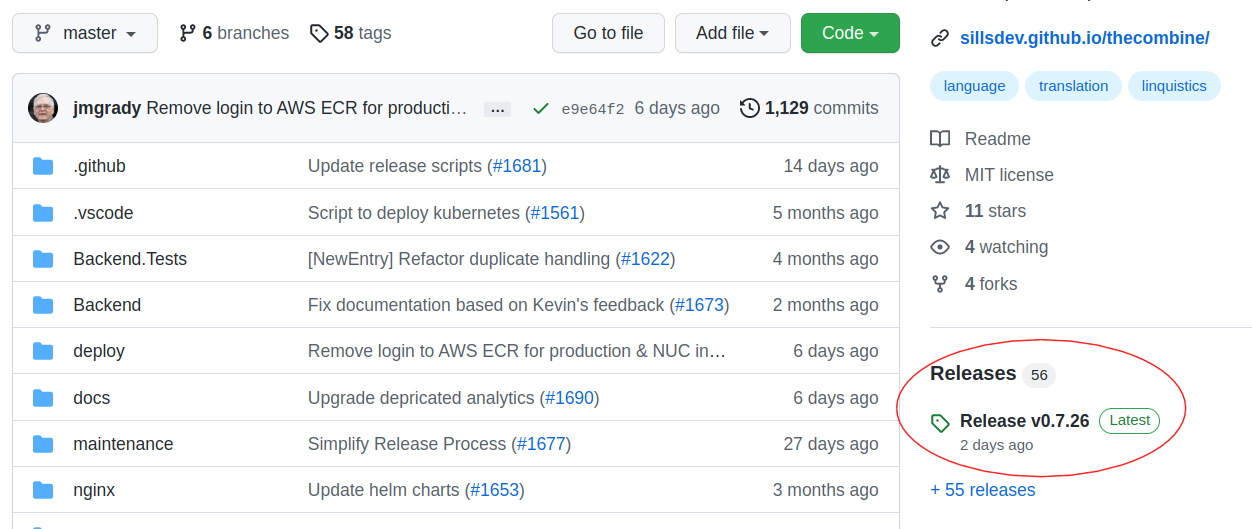 master 6 branches 58 tags Go to file Add file Code
jmgrady Remove login to AWS ECR for producti… ... e9e64f2 6 days ago 1,129 commits
.github Update release scripts (#1681) 14 days ago
.vscode Script to deploy kubernetes (#1561) 5 months ago
Backend.Tests [NewEntry] Refactor duplicate handling (#1622) 4 months ago
Backend Fix documentation based on Kevin's feedback (#1673) 2 months ago
deploy Remove login to AWS ECR for production & NUC in… 6 days ago
docs Upgrade depricated analytics (#1690) 6 days ago
maintenance Simplify Release Process (#1677) 27 days ago
nginx Update helm charts (#1653) 3 months ago
sillsdev.github.io/thecombine/
language translation linquistics
Readme
MIT license
11 stars
4 watching
4 forks
Releases 56
Release v0.7.26 Latest
2 days ago
+ 55 releases